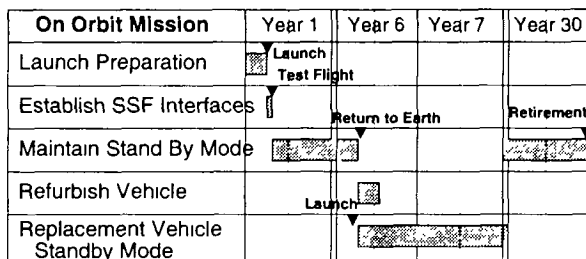 On Orbit Mission Year 1 Year 6 Year 7 Year 30
Launch
Launch Preparation
Test Flight
Establish SSF Interfaces
Return to Earth Retirement
Maintain Stand By Mode
Refurbish Vehicle
Launch
Replacement Vehicle
Standby Mode